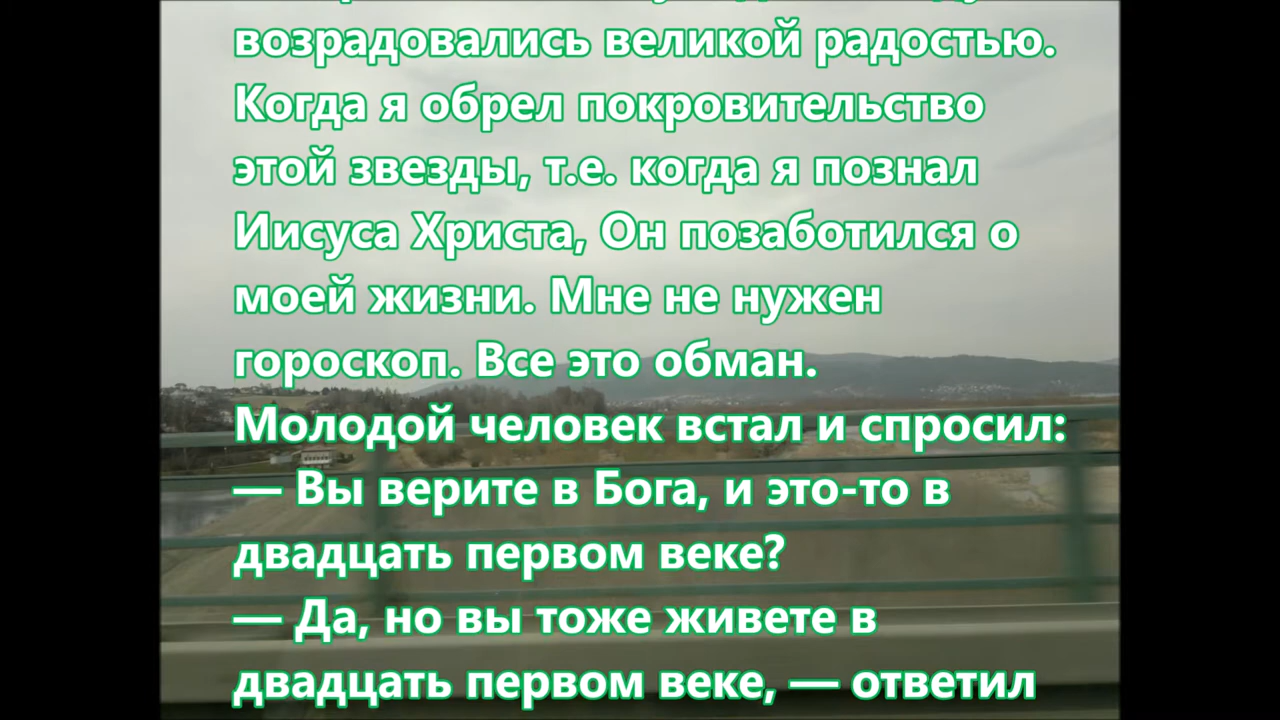 возрадовались великой радостью.
Когда я обрел покровительство
этой звезды, т.е. когда я познал
Иисуса Христа, Он позаботился о
моей жизни. Мне не нужен
гороскоп. Все это обман.
Молодой человек встал и спросил:
— Вы верите в Бога, и это-то в
двадцать первом веке?
— Да, но вы тоже живете в
двадцать первом веке, — ответил